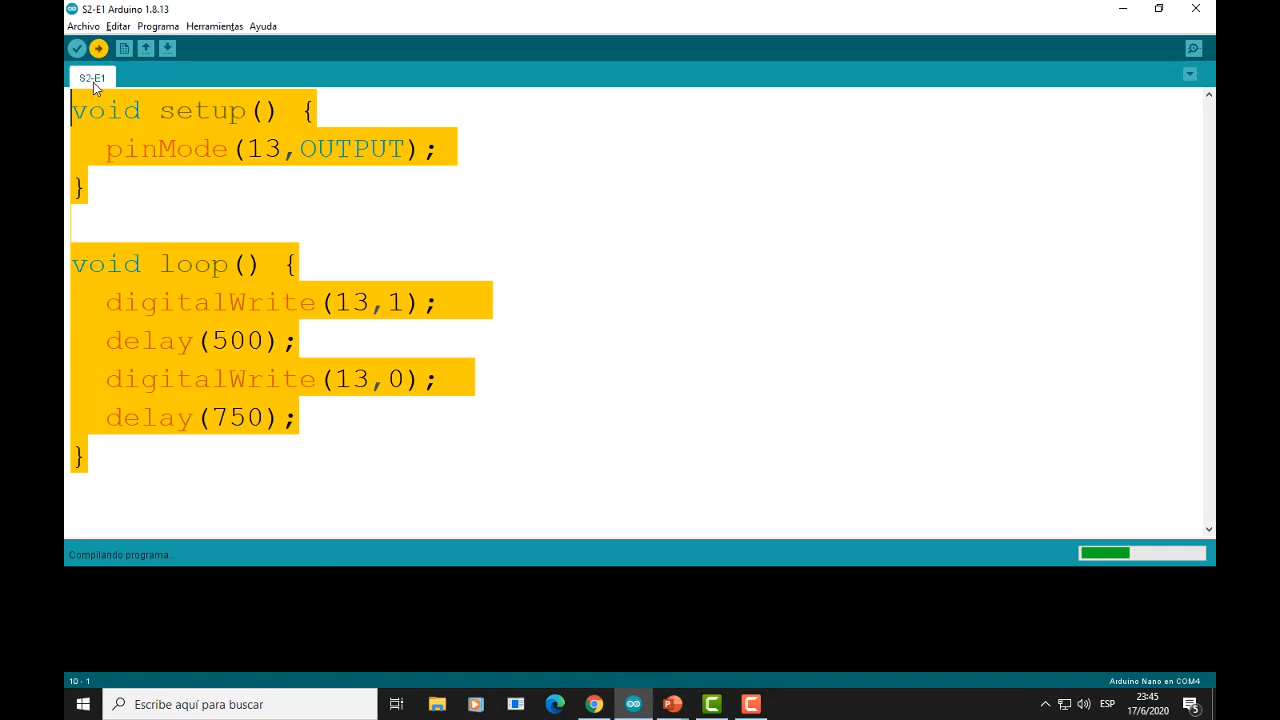 S2-E1 Arduino 1.8.13
Archivo Editar Programa Herramientas Ayuda
S2-E1
void setup() {
  pinMode(13,OUTPUT);
}
void loop() {
  digitalWrite(13,1);
  delay(500);
  digitalWrite(13,0);
  delay(750);
}
Compilando programa...
10 - 1
Arduino Nano en COM4
Escribe aquí para buscar
ESP
23:45
17/6/2020
5